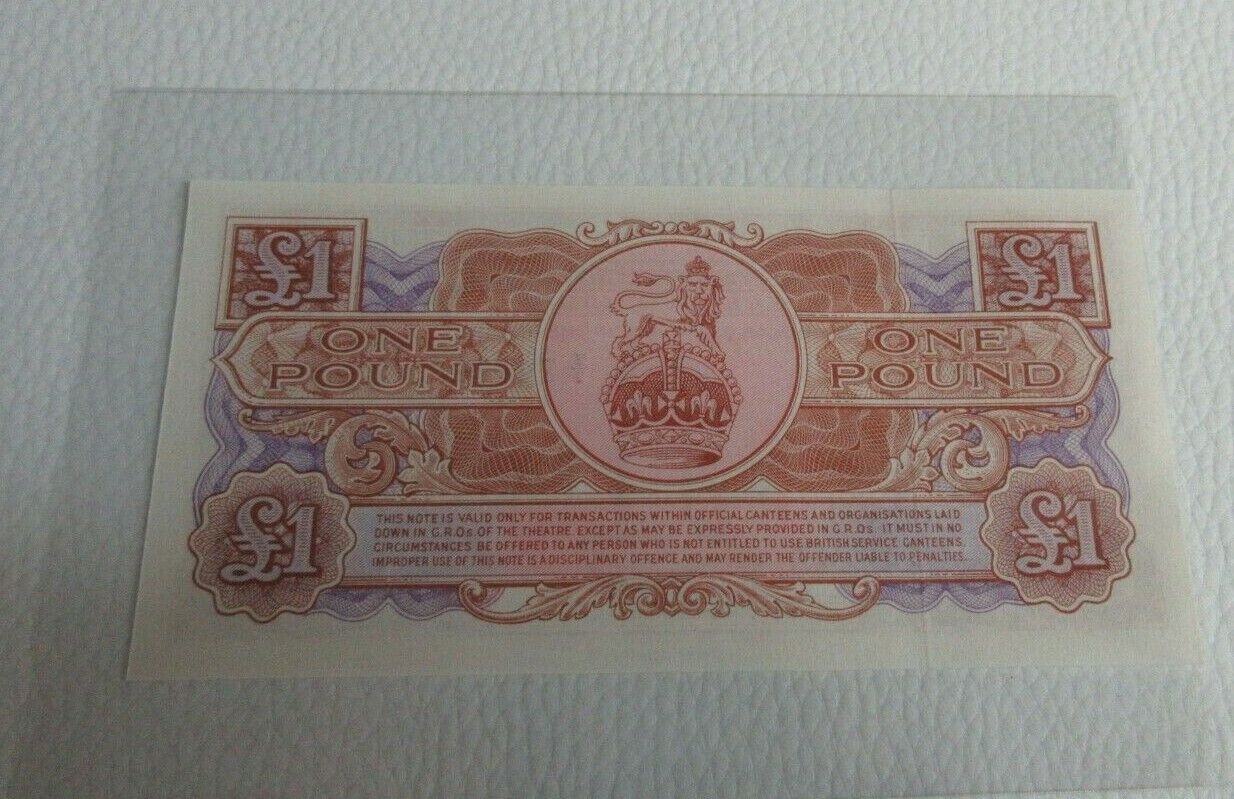 £1 £1
ONE POUND ONE POUND
THIS NOTE IS VALID ONLY FOR TRANSACTIONS WITHIN OFFICIAL CANTEENS AND ORGANISATIONS LAID
DOWN IN G.R.Os. OF THE THEATRE EXCEPT AS MAY BE EXPRESSLY PROVIDED IN G.R.Os. IT MUST IN NO
CIRCUMSTANCES BE OFFERED TO ANY PERSON WHO IS NOT ENTITLED TO USE BRITISH SERVICE CANTEENS.
IMPROPER USE OF THIS NOTE IS A DISCIPLINARY OFFENCE AND MAY RENDER THE OFFENDER LIABLE TO PENALTIES.
£1 £1